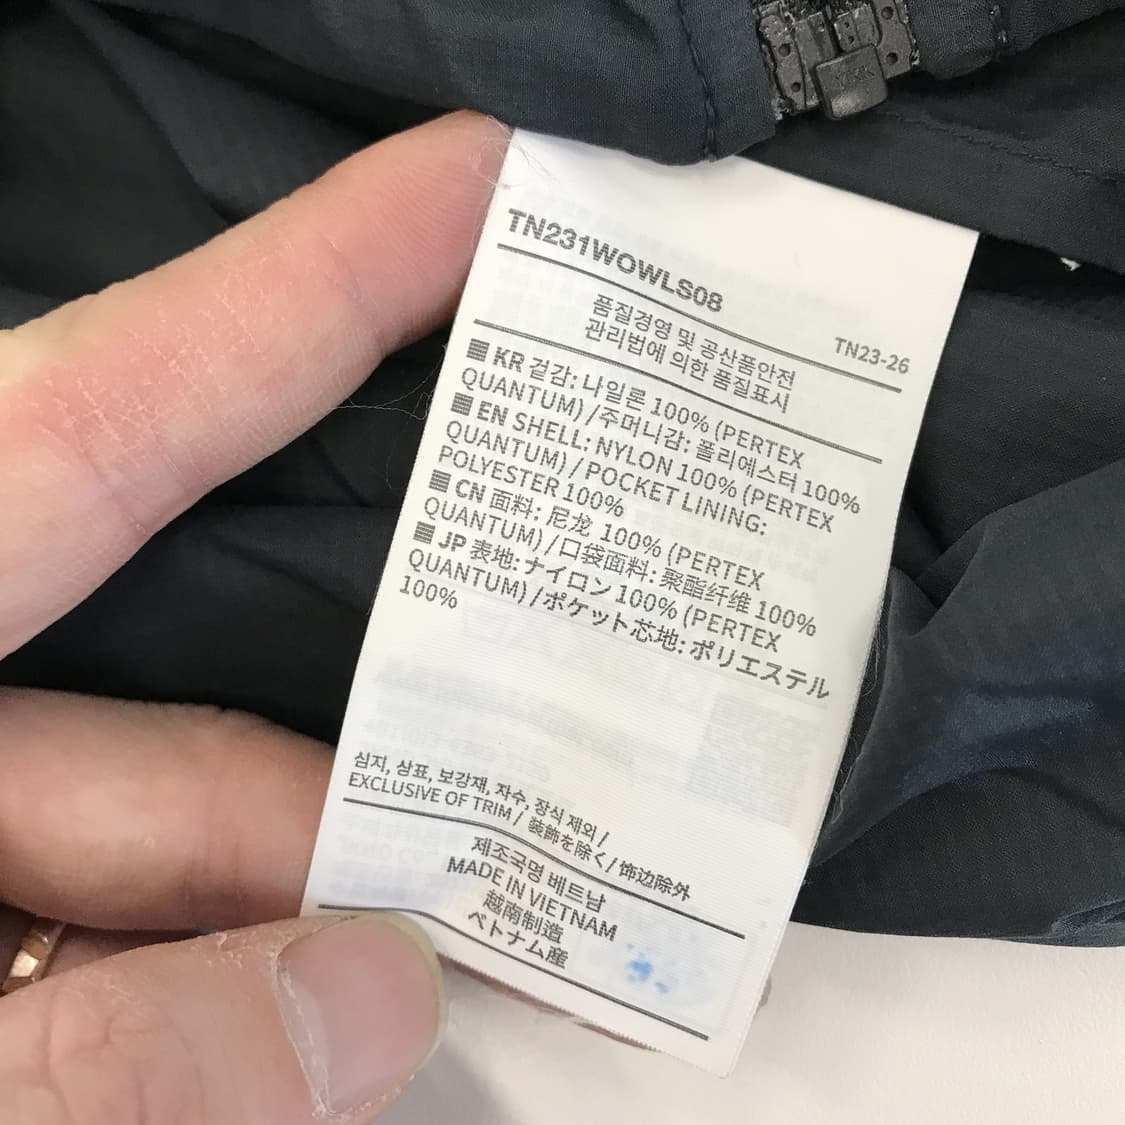 TN231WOWLS08
TN23-26
품질경영 및 공산품안전
관리법에 의한 품질표시
KR 겉감: 나일론 100% (PERTEX
QUANTUM) /주머니감: 폴리에스터 100%
EN SHELL: NYLON 100% (PERTEX
QUANTUM) / POCKET LINING:
POLYESTER 100%
CN 面料: 尼龙 100% (PERTEX
QUANTUM) /口袋面料: 聚酯纤维 100%
JP 表地: ナイロン 100% (PERTEX
QUANTUM) /ポケット芯地: ポリエステル
100%
심지, 상표, 보강재, 자수, 장식 제외 /
EXCLUSIVE OF TRIM / 装飾を除く/ 饰边除外
제조국명 베트남
MADE IN VIETNAM
越南制造
ベトナム産